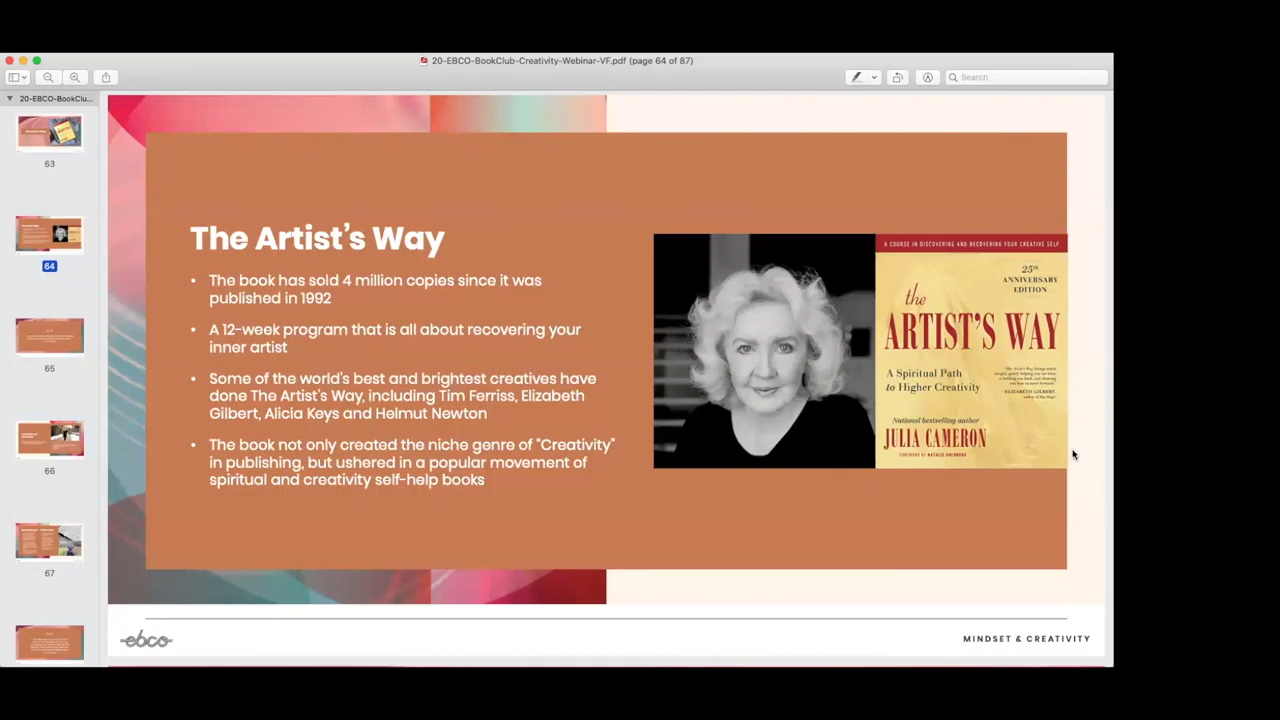 20-EBCO-BookClub-Creativity-Webinar-VF.pdf (page 64 of 87)
Search
20-EBCO-BookClu...
63
64
65
66
67
The Artist's Way
• The book has sold 4 million copies since it was
published in 1992
• A 12-week program that is all about recovering your
inner artist
• Some of the world's best and brightest creatives have
done The Artist's Way, including Tim Ferriss, Elizabeth
Gilbert, Alicia Keys and Helmut Newton
• The book not only created the niche genre of "Creativity"
in publishing, but ushered in a popular movement of
spiritual and creativity self-help books
A COURSE IN DISCOVERING AND RECOVERING YOUR CREATIVE SELF
25th
ANNIVERSARY
EDITION
the
ARTIST'S WAY
A Spiritual Path
to Higher Creativity
ELIZABETH GILBERT
National bestselling author
JULIA CAMERON
ebco
MINDSET & CREATIVITY